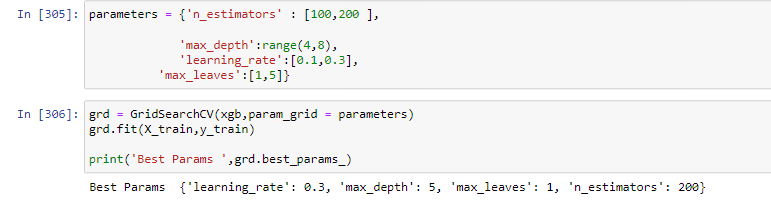 In [305]: parameters = {'n_estimators' : [100,200 ],
'max_depth':range(4,8),
'learning_rate':[0.1,0.3],
'max_leaves':[1,5]}
In [306]: grd = GridSearchCV(xgb,param_grid = parameters)
grd.fit(X_train,y_train)
print('Best Params ',grd.best_params_)
Best Params  {'learning_rate': 0.3, 'max_depth': 5, 'max_leaves': 1, 'n_estimators': 200}